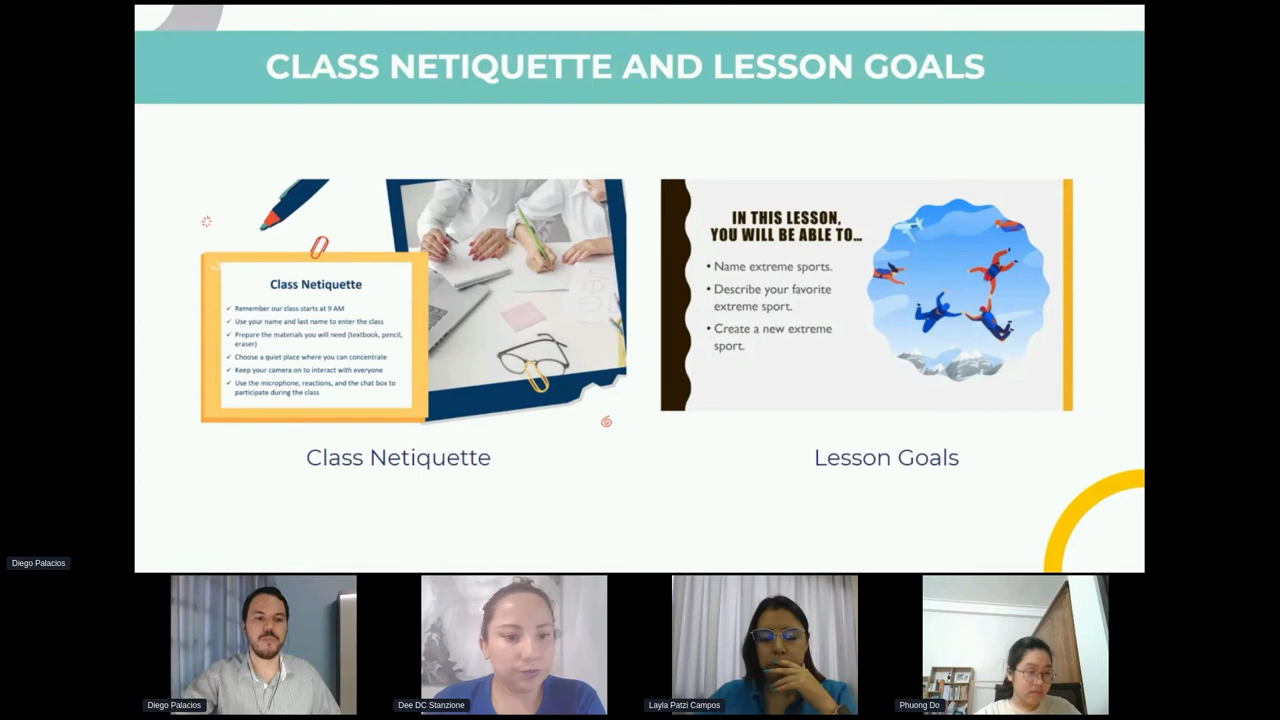 CLASS NETIQUETTE AND LESSON GOALS
Class Netiquette
✓ Remember our class starts at 9 AM
✓ Use your name and last name to enter the class
✓ Prepare the materials you will need (textbook, pencil,
eraser)
✓ Choose a quiet place where you can concentrate
✓ Keep your camera on to interact with everyone
✓ Use the microphone, reactions, and the chat box to
participate during the class
IN THIS LESSON,
YOU WILL BE ABLE TO...
• Name extreme sports.
• Describe your favorite
extreme sport.
• Create a new extreme
sport.
Class Netiquette
Lesson Goals
Diego Palacios
Diego Palacios
Dee DC Stanzione
Layla Patzi Campos
Phuong Do